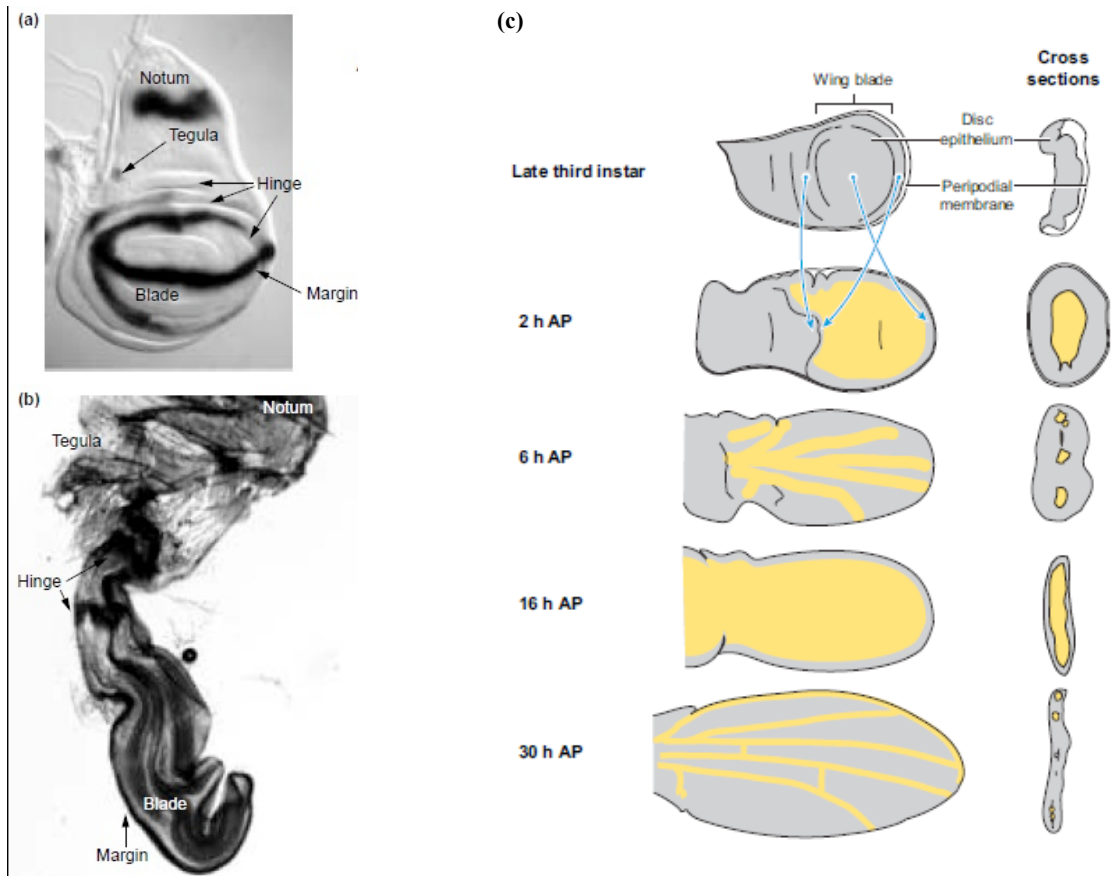 (a)
Notum
Tegula
Hinge
Blade
Margin
(b)
Notum
Tegula
Hinge
Blade
Margin
(c)
Cross
sections
Wing blade
Disc
epithelium
Late third instar
Peripodial
membrane
2 h AP
6 h AP
16 h AP
30 h AP